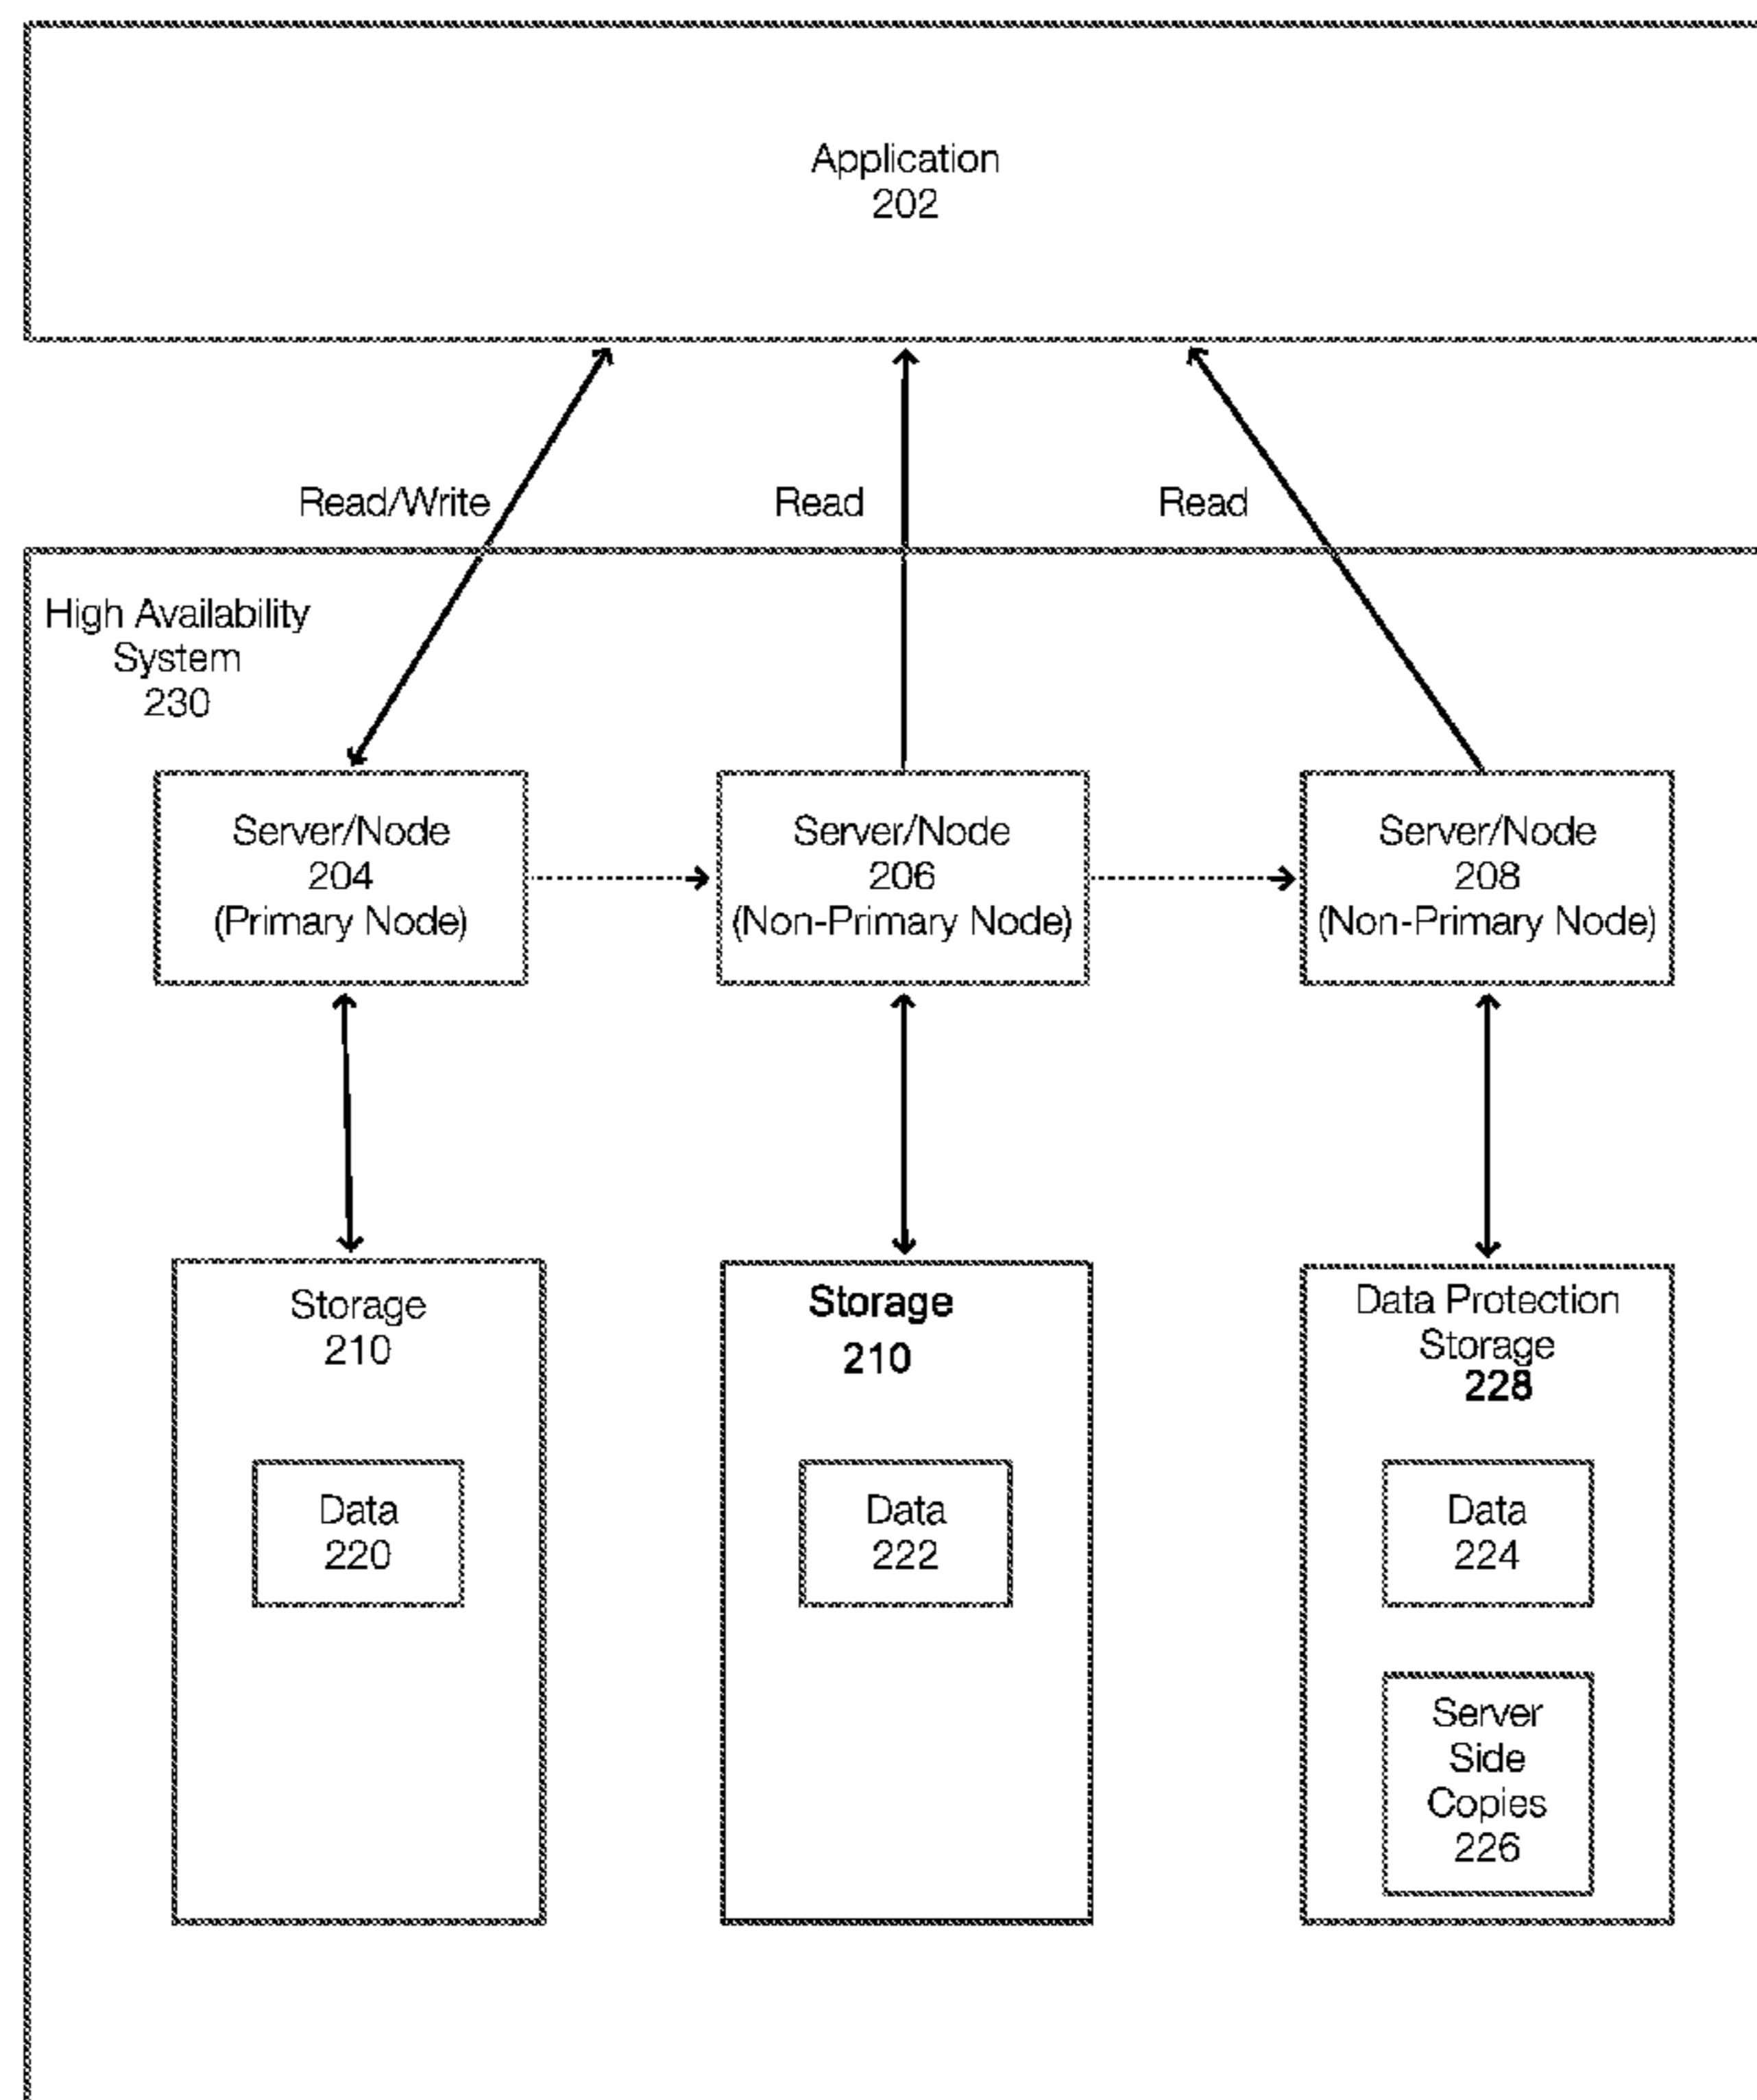 Application
202
Read/Write
Read
Read
High Availability
System
230
Server/Node
204
(Primary Node)
Server/Node
206
(Non-Primary Node)
Server/Node
208
(Non-Primary Node)
Storage
210
Storage
210
Data Protection
Storage
228
Data
220
Data
222
Data
224
Server
Side
Copies
226